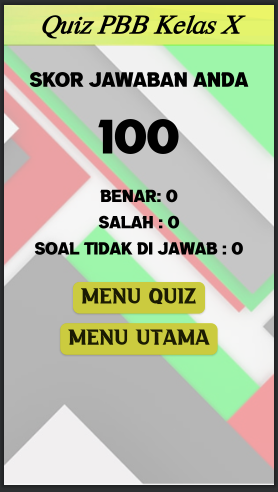 Quiz PBB Kelas X
SKOR JAWABAN ANDA
100
BENAR: 0
SALAH : 0
SOAL TIDAK DI JAWAB : 0
MENU QUIZ
MENU UTAMA